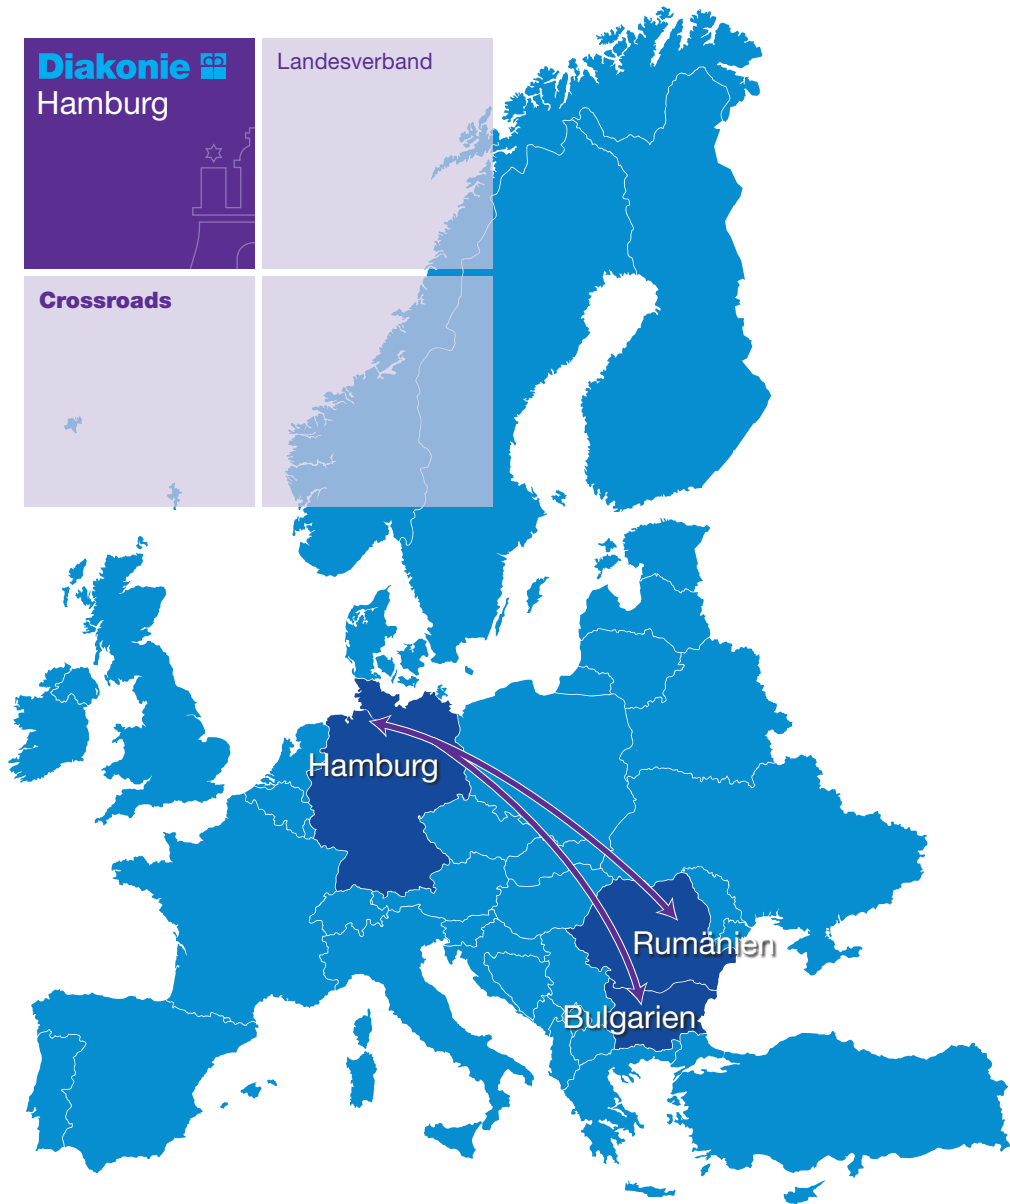 Diakonie
Hamburg
Landesverband
Crossroads
Hamburg
Rumänien
Bulgarien